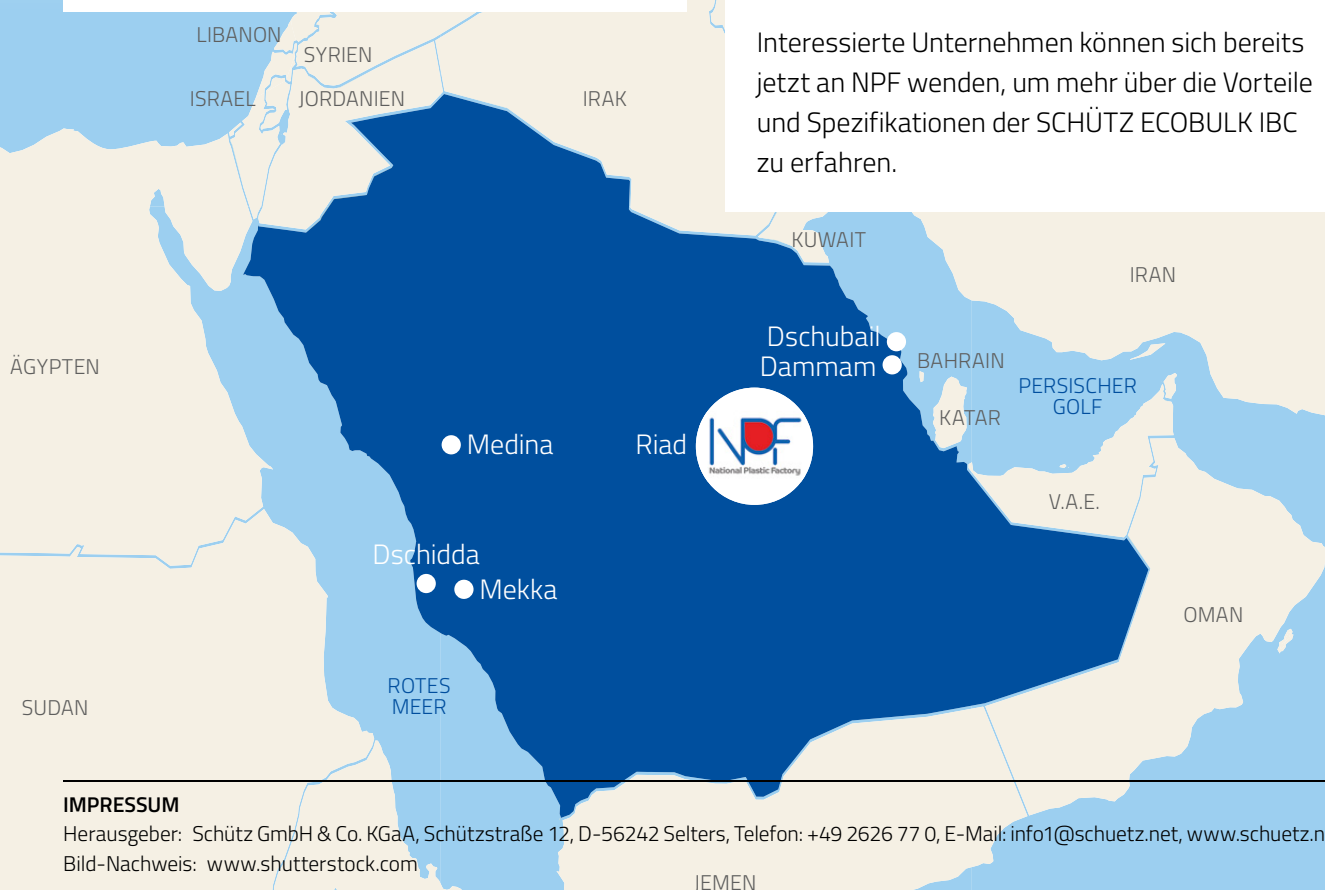 LIBANON
SYRIEN
ISRAEL
JORDANIEN
IRAK
Interessierte Unternehmen können sich bereits
jetzt an NPF wenden, um mehr über die Vorteile
und Spezifikationen der SCHÜTZ ECOBULK IBC
zu erfahren.
KUWAIT
IRAN
Dschubail
Dammam
BAHRAIN
ÄGYPTEN
PERSISCHER
GOLF
KATAR
Medina
Riad
NPF
National Plastic Factory
V.A.E.
Dschidda
Mekka
OMAN
ROTES
MEER
SUDAN
IMPRESSUM
Herausgeber: Schütz GmbH & Co. KGaA, Schützstraße 12, D-56242 Selters, Telefon: +49 2626 77 0, E-Mail: info1@schuetz.net, www.schuetz.n
Bild-Nachweis: www.shutterstock.com
JEMEN